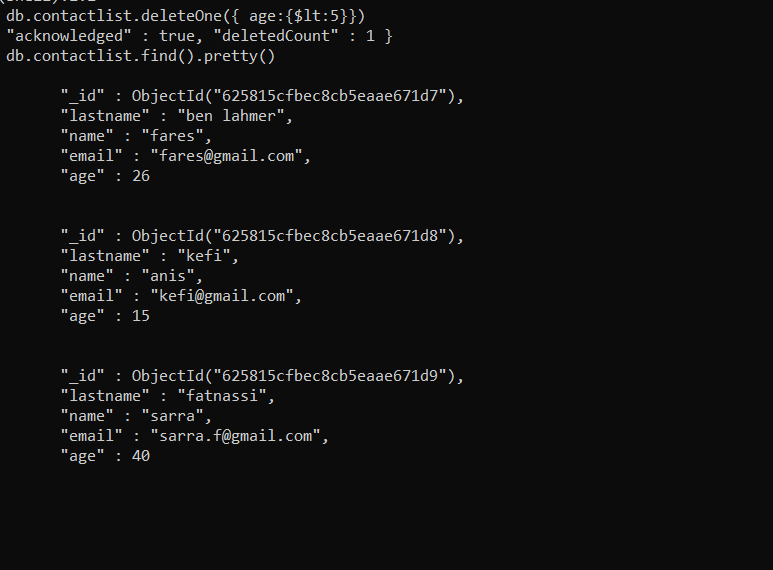 db.contactlist.deleteOne({ age:{$lt:5}})
"acknowledged" : true, "deletedCount" : 1 }
db.contactlist.find().pretty()
"_id" : ObjectId("625815cfbec8cb5eaae671d7"),
"lastname" : "ben lahmer",
"name" : "fares",
"email" : "fares@gmail.com",
"age" : 26
"_id" : ObjectId("625815cfbec8cb5eaae671d8"),
"lastname" : "kefi",
"name" : "anis",
"email" : "kefi@gmail.com",
"age" : 15
"_id" : ObjectId("625815cfbec8cb5eaae671d9"),
"lastname" : "fatnassi",
"name" : "sarra",
"email" : "sarra.f@gmail.com",
"age" : 40